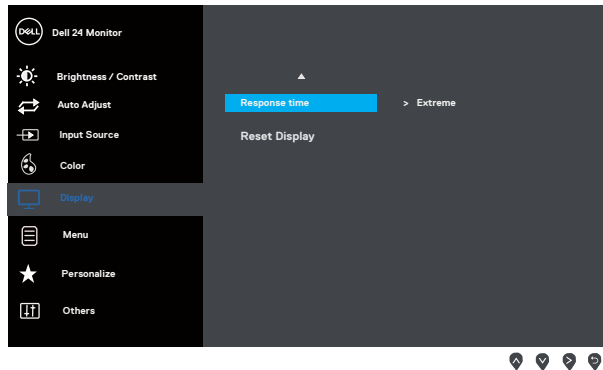 DELL
Dell 24 Monitor
Brightness / Contrast
Auto Adjust
Response time > Extreme
Input Source
Reset Display
Color
Display
Menu
Personalize
Others